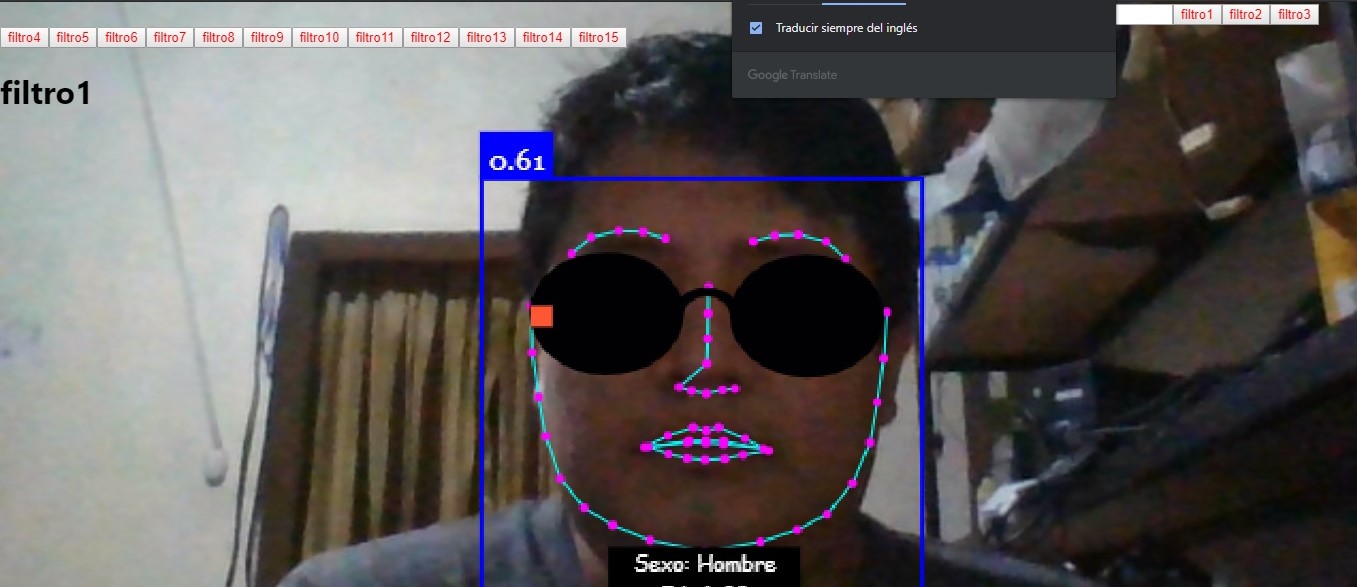 Traducir siempre del inglés
Google Translate
filtro1
filtro2
filtro3
filtro4
filtro5
filtro6
filtro7
filtro8
filtro9
filtro10
filtro11
filtro12
filtro13
filtro14
filtro15
filtro1
0.61
Sexo: Hombre